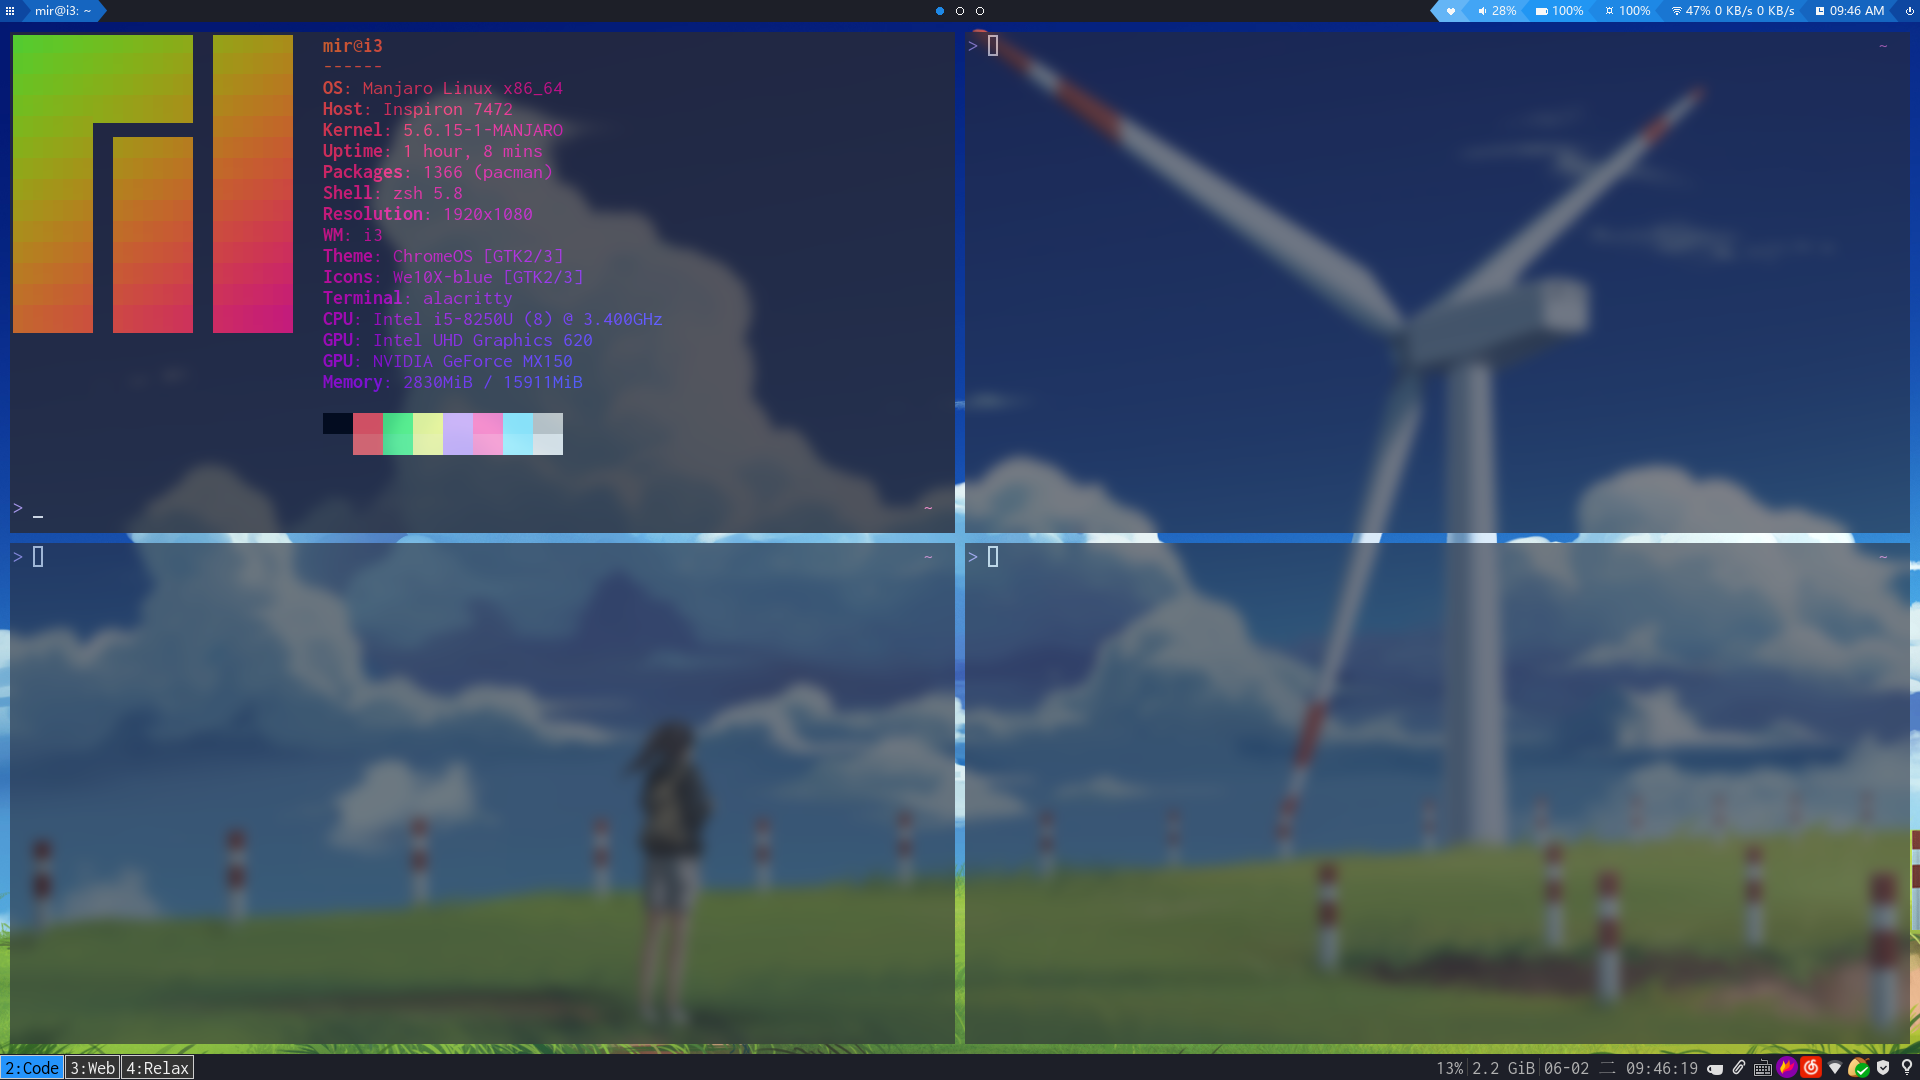 mir@i3: ~
28% 100% 100% 47% 0 KB/s 0 KB/s 09:46 AM
mir@i3
------
OS: Manjaro Linux x86_64
Host: Inspiron 7472
Kernel: 5.6.15-1-MANJARO
Uptime: 1 hour, 8 mins
Packages: 1366 (pacman)
Shell: zsh 5.8
Resolution: 1920x1080
WM: i3
Theme: ChromeOS [GTK2/3]
Icons: We10X-blue [GTK2/3]
Terminal: alacritty
CPU: Intel i5-8250U (8) @ 3.400GHz
GPU: Intel UHD Graphics 620
GPU: NVIDIA GeForce MX150
Memory: 2830MiB / 15911MiB
> _ ~
> ~
> ~
> ~
2:Code 3:Web 4:Relax
13% 2.2 GiB 06-02 09:46:19